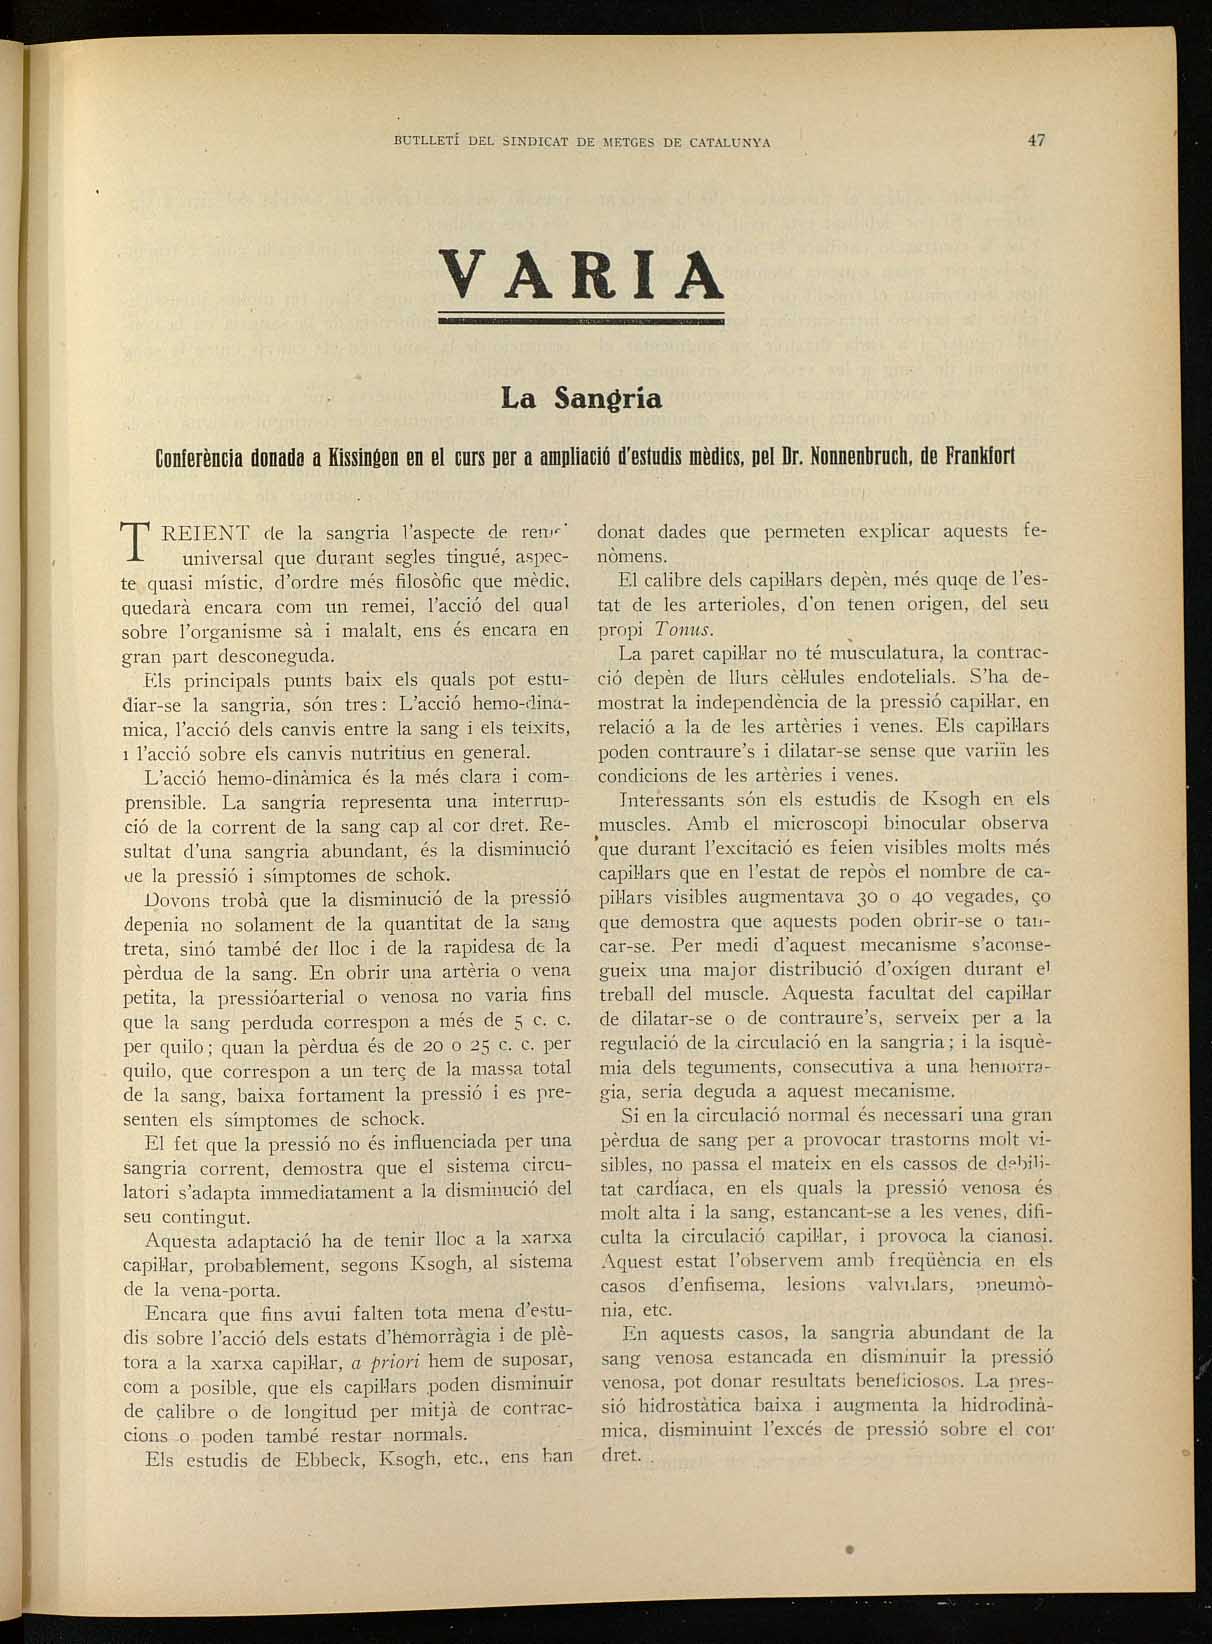 BUTLLETÍ DEL SINDICAT DE METGES DE CATALUNYA 47
VARIA
La Sangria
Conferència donada a Kissingen en el curs per a ampliació d'estudis mèdics, pel Dr. Nonnenbruch, de Frankfort
TREIENT de la sangria l'aspecte de
universal que durant segles tingué, aspec-
te quasi místic, d'ordre més filosòfic que mèdic,
quedarà encara com un remei, l'acció del qual
sobre l'organisme sà i malalt, ens és encara en
gran part desconeguda.
Els principals punts baix els quals pot estu-
diar-se la sangria, són tres: L'acció hemo-dinà-
mica, l'acció dels canvis entre la sang i els teixits,
i l'acció sobre els canvis nutritius en general.
L'acció hemo-dinàmica és la més clara i com-
prensible. La sangria representa una interrup-
ció de la corrent de la sang cap al cor dret. Re-
sultat d'una sangria abundant, és la disminució
de la pressió i símptomes de schok.
Dovons trobà que la disminució de la pressió
depenia no solament de la quantitat de la sang
treta, sinó també del lloc i de la rapidesa de la
pèrdua de la sang. En obrir una artèria o vena
petita, la pressióarterial o venosa no varia fins
que la sang perduda correspon a més de 5 c. c.
per quilo; quan la pèrdua és de 20 o 25 c. c. per
quilo, que correspon a un terç de la massa total
de la sang, baixa fortament la pressió i es pre-
senten els símptomes de schock.
El fet que la pressió no és influenciada per una
sangria corrent, demostra que el sistema circu-
latori s'adapta immediatament a la disminució del
seu contingut.
Aquesta adaptació ha de tenir lloc a la xarxa
capil·lar, probablement, segons Ksogh, al sistema
de la vena-porta.
Encara que fins avui falten tota mena d'estu-
dis sobre l'acció dels estats d'hemorràgia i de plè-
tora a la xarxa capil·lar, a priori hem de suposar,
com a posible, que els capil·lars poden disminuir
de calibre o de longitud per mitjà de contrac-
cions o poden també restar normals.
Els estudis de Ebbeck, Ksogh, etc., ens han
donat dades que permeten explicar aquests fe-
nòmens.
El calibre dels capil·lars depèn, més quqe de l'es-
tat de les arterioles, d'on tenen origen, del seu
propi Tonus.
La paret capil·lar no té musculatura, la contrac-
ció depèn de llurs cèl·lules endotelials. S'ha de-
mostrat la independència de la pressió capil·lar, en
relació a la de les artèries i venes. Els capil·lars
poden contraure's i dilatar-se sense que variïn les
condicions de les artèries i venes.
Interessants són els estudis de Ksogh en els
muscles. Amb el microscopi binocular observa
que durant l'excitació es feien visibles molts més
capil·lars que en l'estat de repòs el nombre de ca-
pil·lars visibles augmentava 30 o 40 vegades, ço
que demostra que aquests poden obrir-se o tan-
car-se. Per medi d'aquest mecanisme s'aconse-
gueix una major distribució d'oxígen durant el
treball del muscle. Aquesta facultat del capil·lar
de dilatar-se o de contraure's, serveix per a la
regulació de la circulació en la sangria; i la isquè-
mia dels teguments, consecutiva a una hemorra-
gia, seria deguda a aquest mecanisme.
Si en la circulació normal és necessari una gran
pèrdua de sang per a provocar trastorns molt vi-
sibles, no passa el mateix en els cassos de debili-
tat cardíaca, en els quals la pressió venosa és
molt alta i la sang, estancant-se a les venes, difi-
culta la circulació capil·lar, i provoca la cianosi.
Aquest estat l'observem amb freqüència en els
casos d'enfisema, lesions valvulars, pneumò-
nia, etc.
En aquests casos, la sangria abundant de la
sang venosa estancada en disminuir la pressió
venosa, pot donar resultats beneficiosos. La pres-
sió hidrostàtica baixa i augmenta la hidrodinà-
mica, disminuint l'excés de pressió sobre el cor
dret.